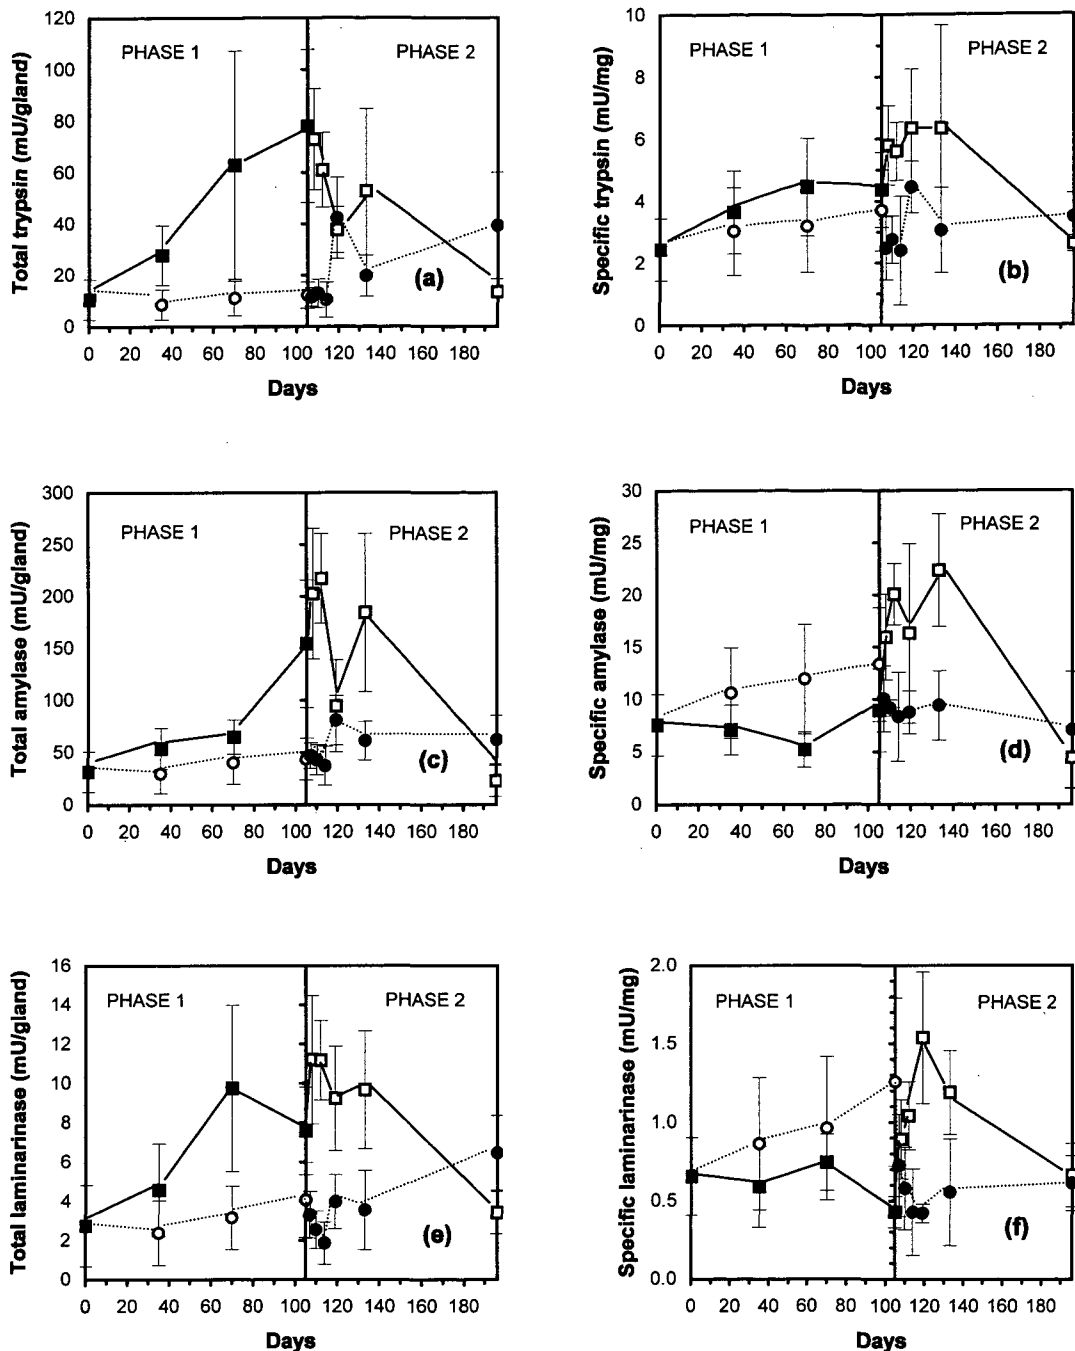 Total trypsin (mU/gland)
120
100
80
60
40
20
0
PHASE 1
PHASE 2
(a)
0 20 40 60 80 100 120 140 160 180
Days
Specific trypsin (mU/mg)
10
8
6
4
2
0
PHASE 1
PHASE 2
(b)
0 20 40 60 80 100 120 140 160 180
Days
Total amylase (mU/gland)
300
250
200
150
100
50
0
PHASE 1
PHASE 2
(c)
0 20 40 60 80 100 120 140 160 180
Days
Specific amylase (mU/mg)
30
25
20
15
10
5
0
PHASE 1
PHASE 2
(d)
0 20 40 60 80 100 120 140 160 180
Days
Total laminarinase (mU/gland)
16
14
12
10
8
6
4
2
0
PHASE 1
PHASE 2
(e)
0 20 40 60 80 100 120 140 160 180
Days
Specific laminarinase (mU/mg)
2.0
1.5
1.0
0.5
0.0
PHASE 1
PHASE 2
(f)
0 20 40 60 80 100 120 140 160 180
Days